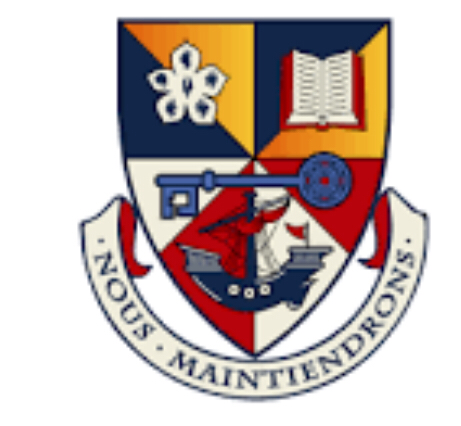 · NOUS · MAINTIENDRONS ·